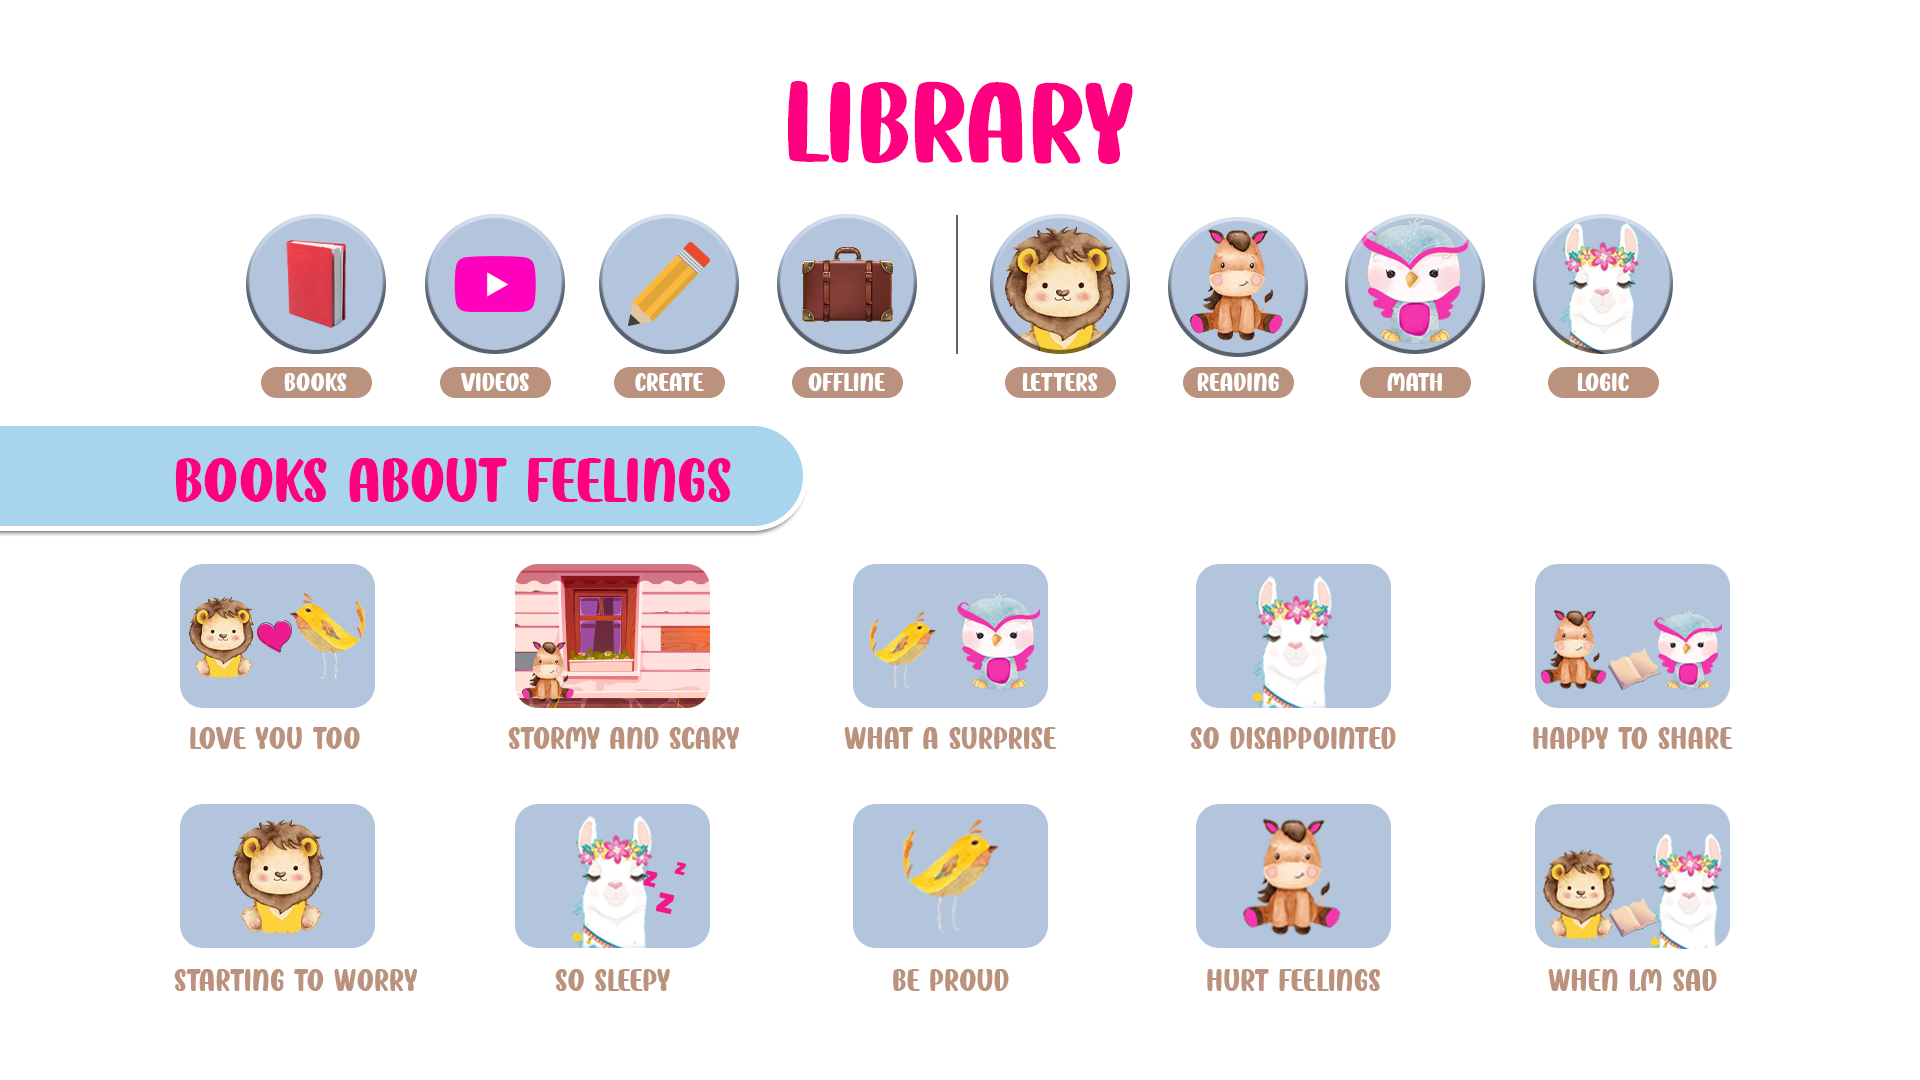 LIBRARY
BOOKS VIDEOS CREATE OFFLINE LETTERS READING MATH LOGIC
BOOKS ABOUT FEELINGS
LOVE YOU TOO STORMY AND SCARY WHAT A SURPRISE SO DISAPPOINTED HAPPY TO SHARE
Z
Z
Z
STARTING TO WORRY SO SLEEPY BE PROUD HURT FEELINGS WHEN I.M SAD